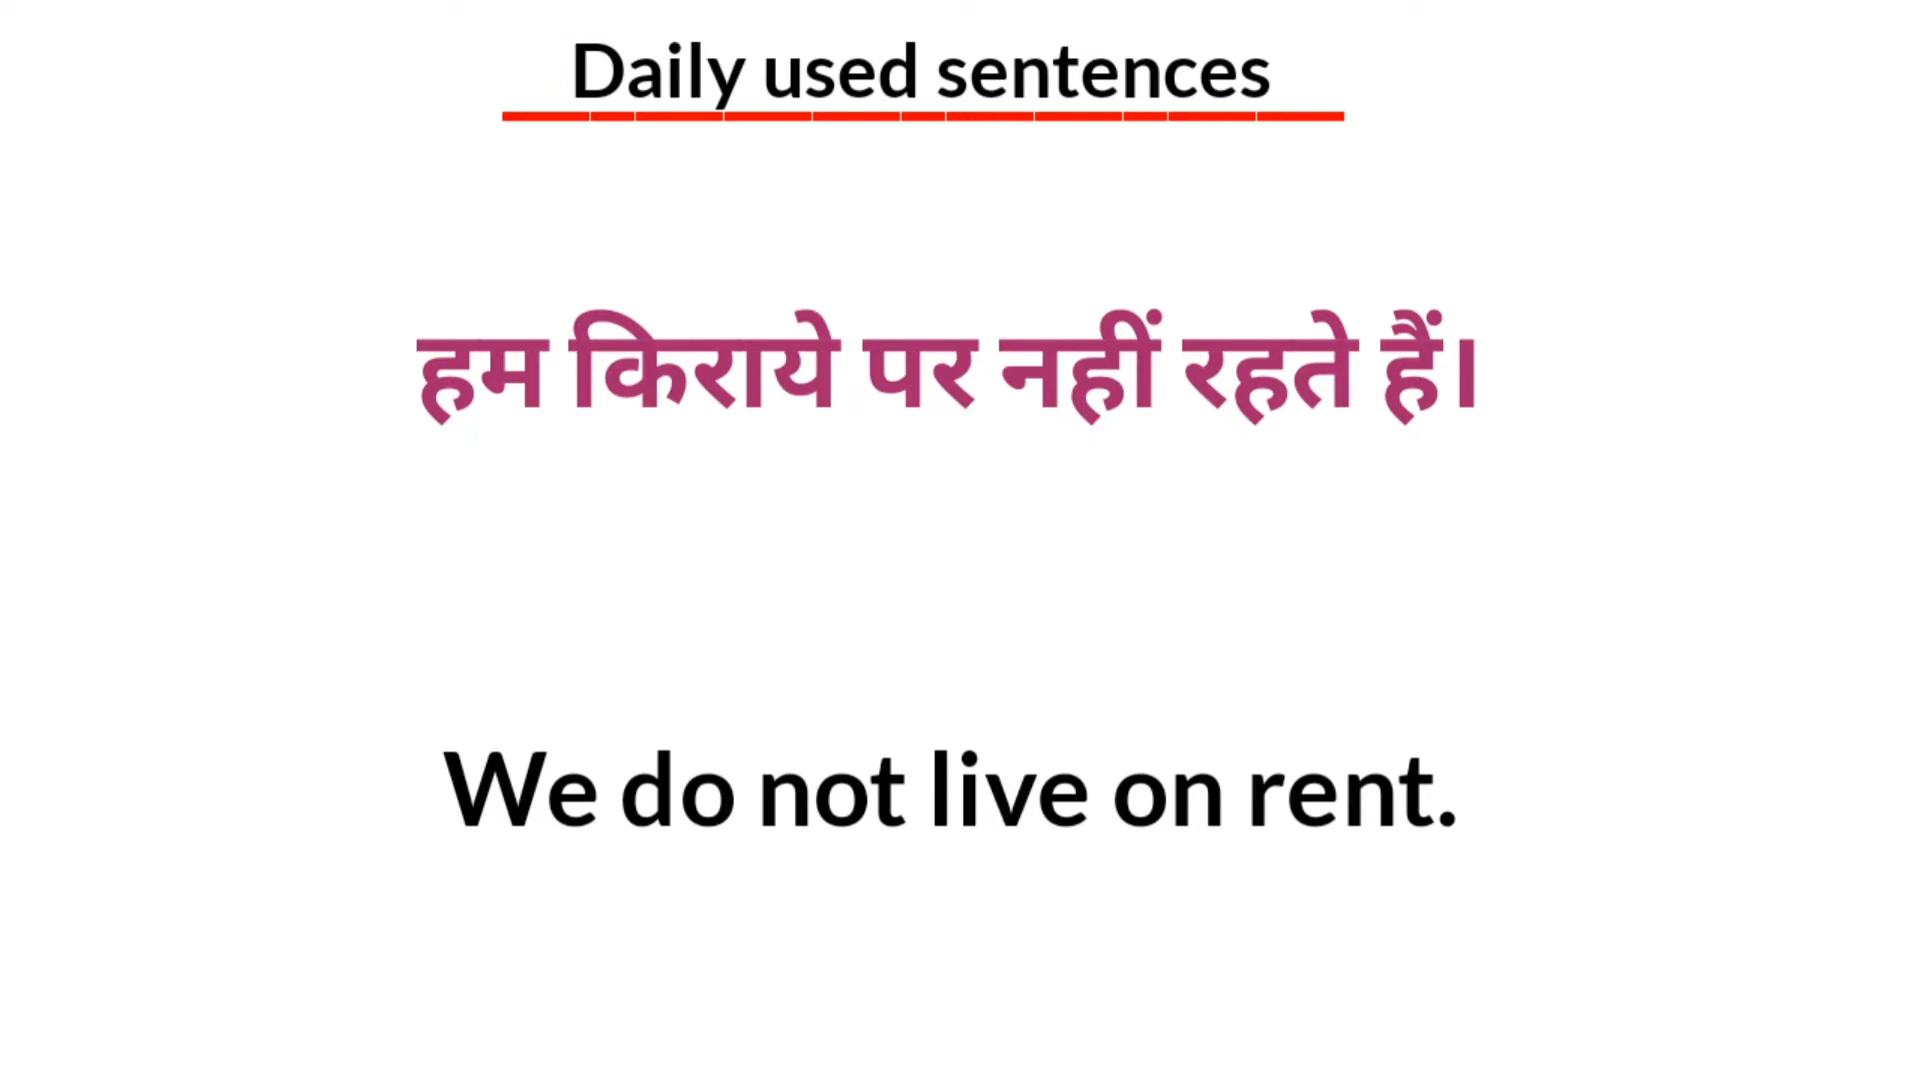 Daily used sentences
हम किराये पर नहीं रहते हैं।
We do not live on rent.